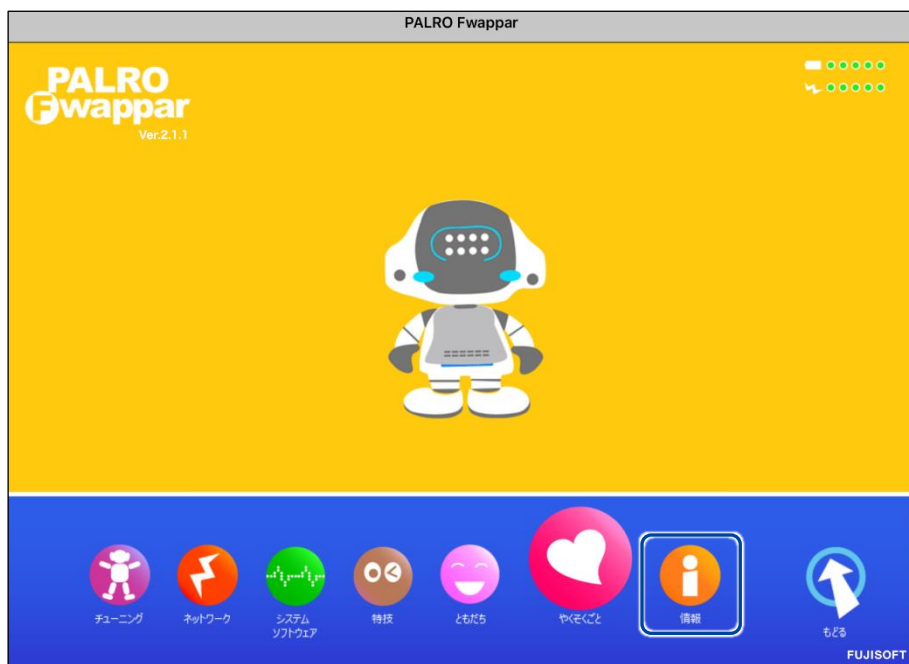 PALRO Fwappar
PALRO
Fwappar
Ver.2.1.1
チューニング
ネットワーク
システム
ソフトウェア
特技
ともだち
やくそくごと
情報
もどる
FUJISOFT